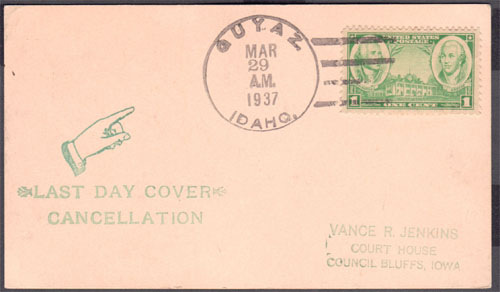 GUYAZ,
MAR
29
A.M.
1937
IDAHO.
UNITED STATES
POSTAGE
1 ONE CENT 1
LAST DAY COVER
CANCELLATION
VANCE R. JENKINS
COURT HOUSE
COUNCIL BLUFFS, IOWA